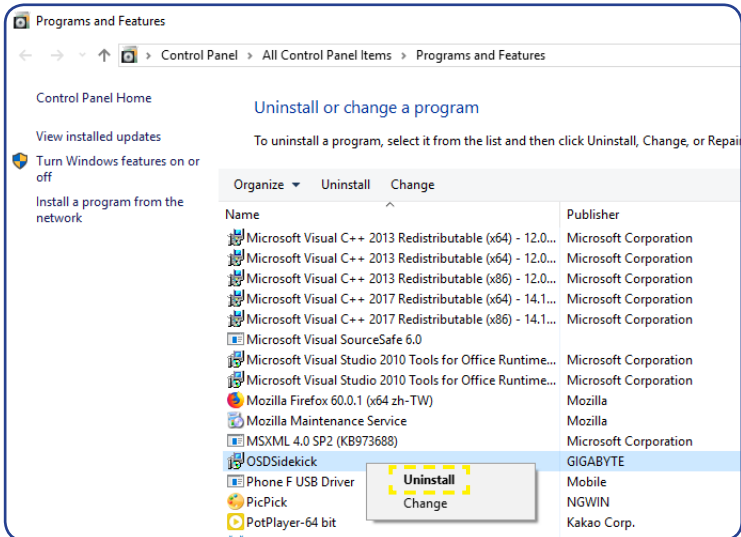 Programs and Features
Control Panel > All Control Panel Items > Programs and Features
Control Panel Home
View installed updates
Turn Windows features on or
off
Install a program from the
network
Uninstall or change a program
To uninstall a program, select it from the list and then click Uninstall, Change, or Repai
Organize Uninstall Change
Name Publisher
Microsoft Visual C++ 2013 Redistributable (x64) - 12.0... Microsoft Corporation
Microsoft Visual C++ 2013 Redistributable (x64) - 12.0... Microsoft Corporation
Microsoft Visual C++ 2013 Redistributable (x86) - 12.0... Microsoft Corporation
Microsoft Visual C++ 2017 Redistributable (x64) - 14.1... Microsoft Corporation
Microsoft Visual C++ 2017 Redistributable (x86) - 14.1... Microsoft Corporation
Microsoft Visual SourceSafe 6.0
Microsoft Visual Studio 2010 Tools for Office Runtime... Microsoft Corporation
Microsoft Visual Studio 2010 Tools for Office Runtime... Microsoft Corporation
Mozilla Firefox 60.0.1 (x64 zh-TW) Mozilla
Mozilla Maintenance Service Mozilla
MSXML 4.0 SP2 (KB973688) Microsoft Corporation
OSDSidekick GIGABYTE
Phone F USB Driver Uninstall Mobile
PicPick Change NGWIN
PotPlayer-64 bit Kakao Corp.